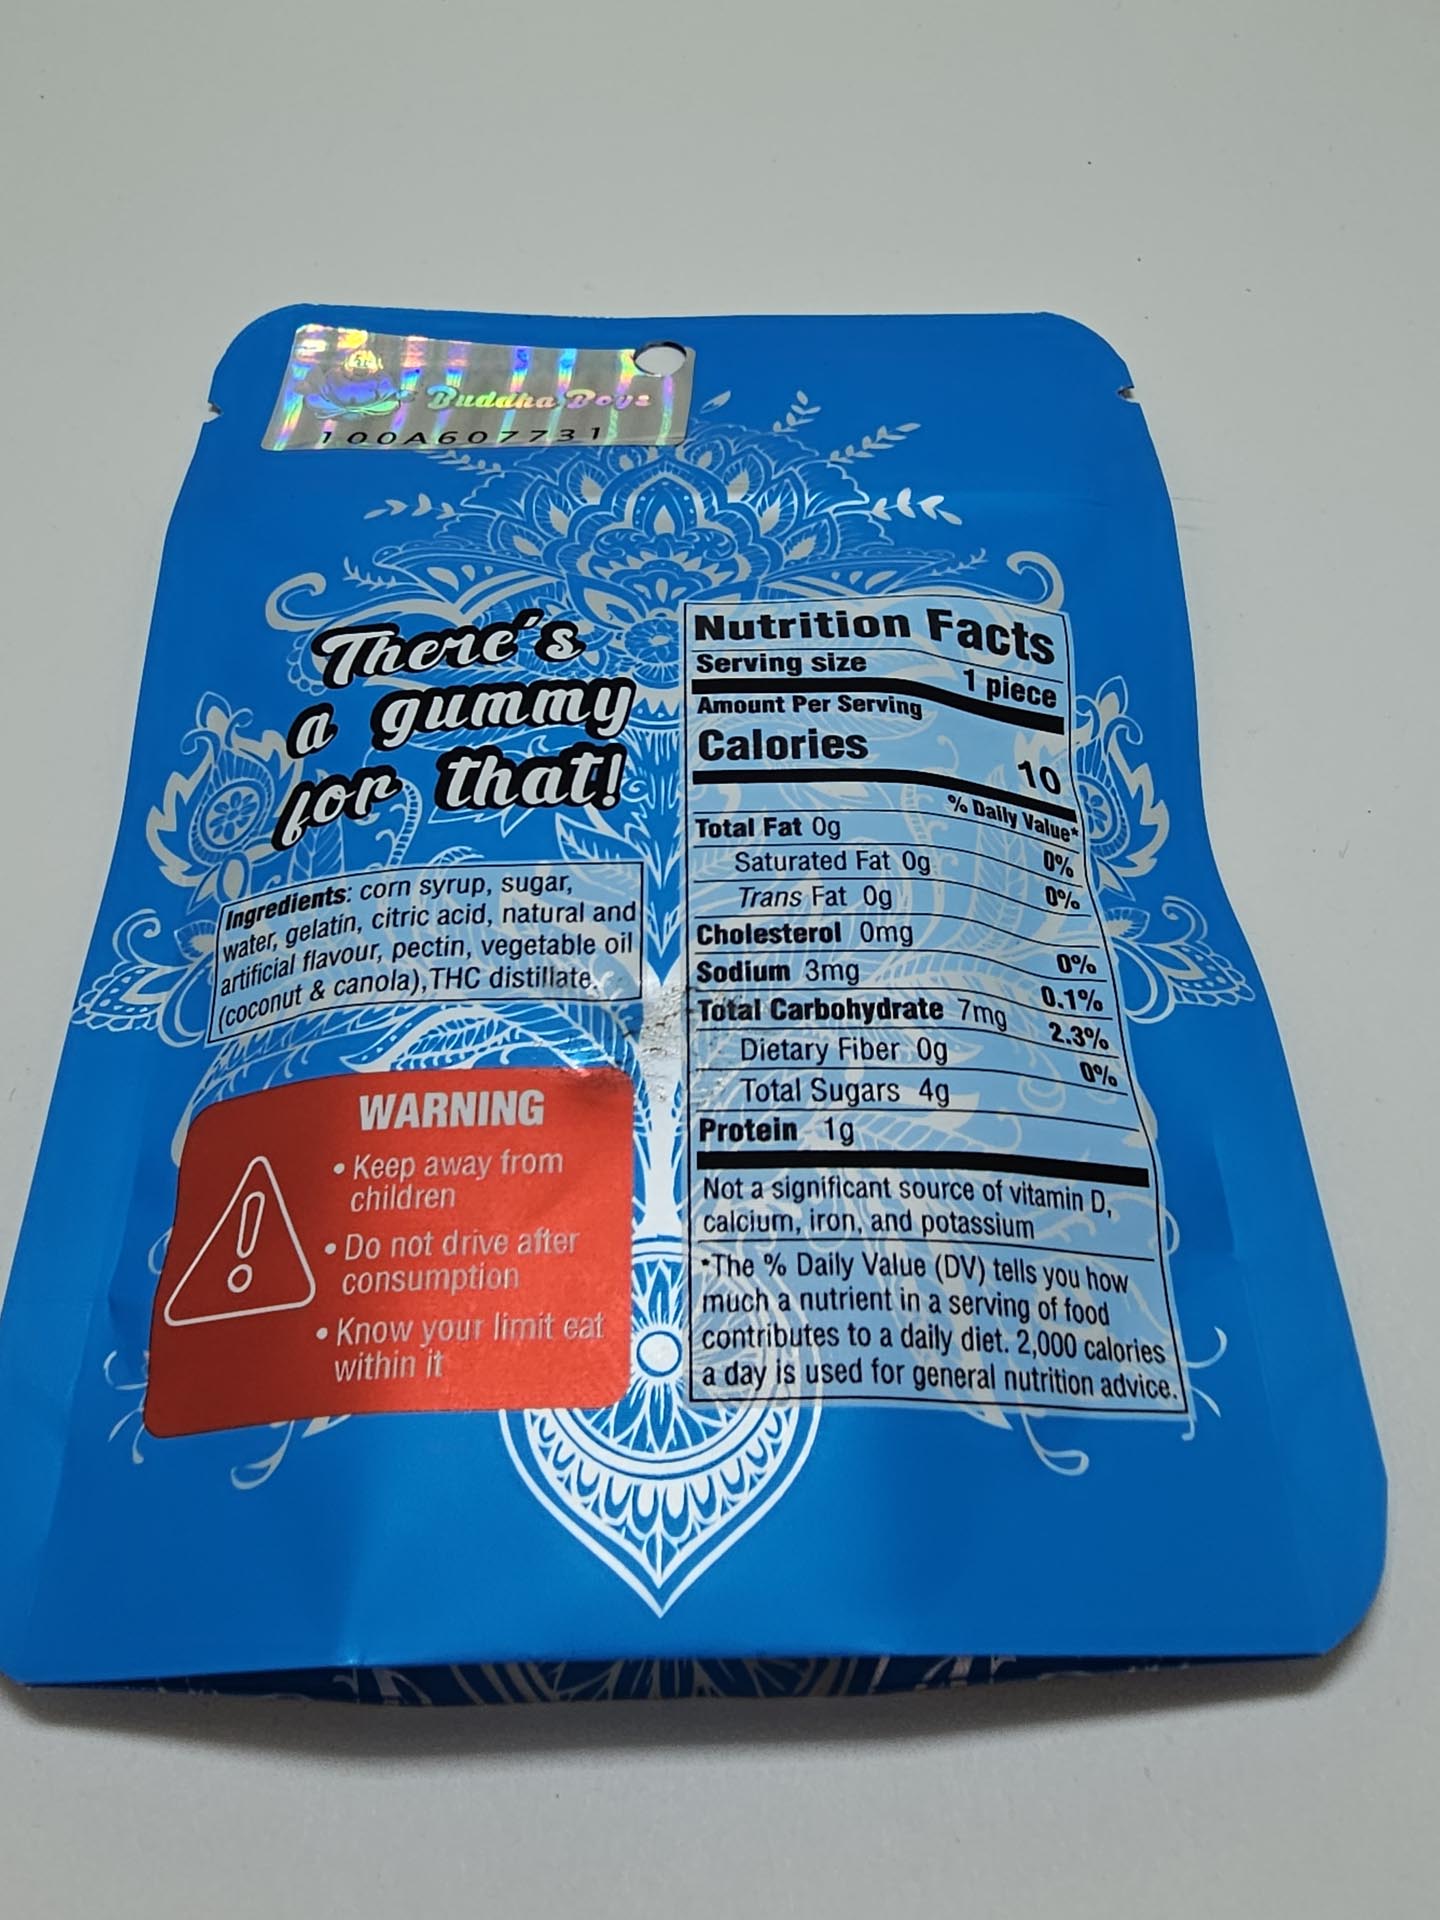 Buddha Boys
100A607731
There's
a gummy
for that!
Ingredients: corn syrup, sugar,
water, gelatin, citric acid, natural and
artificial flavour, pectin, vegetable oil
(coconut & canola), THC distillate.
WARNING
• Keep away from
children
• Do not drive after
consumption
• Know your limit eat
within it
Nutrition Facts
Serving size 1 piece
Amount Per Serving
Calories 10
% Daily Value*
Total Fat 0g 0%
Saturated Fat 0g 0%
Trans Fat 0g
Cholesterol 0mg 0%
Sodium 3mg 0.1%
Total Carbohydrate 7mg 2.3%
Dietary Fiber 0g 0%
Total Sugars 4g
Protein 1g
Not a significant source of vitamin D,
calcium, iron, and potassium
*The % Daily Value (DV) tells you how
much a nutrient in a serving of food
contributes to a daily diet. 2,000 calories
a day is used for general nutrition advice.